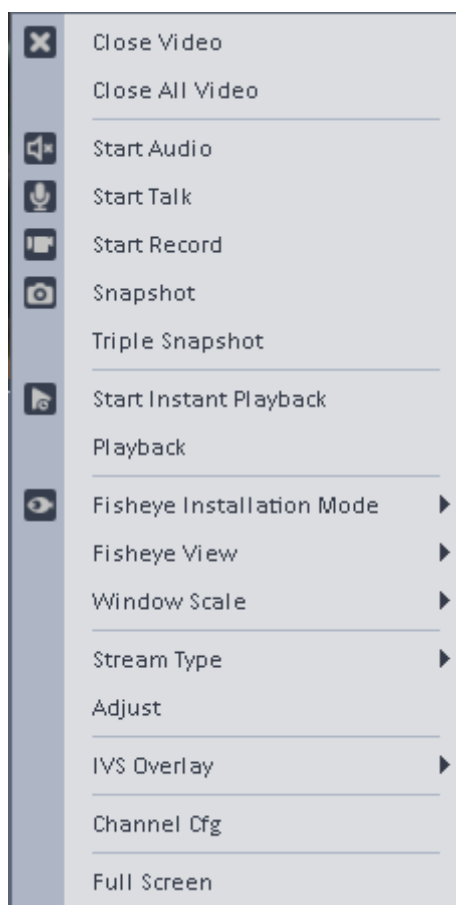 Close Video
Close All Video
Start Audio
Start Talk
Start Record
Snapshot
Triple Snapshot
Start Instant Playback
Playback
Fisheye Installation Mode
Fisheye View
Window Scale
Stream Type
Adjust
IVS Overlay
Channel Cfg
Full Screen